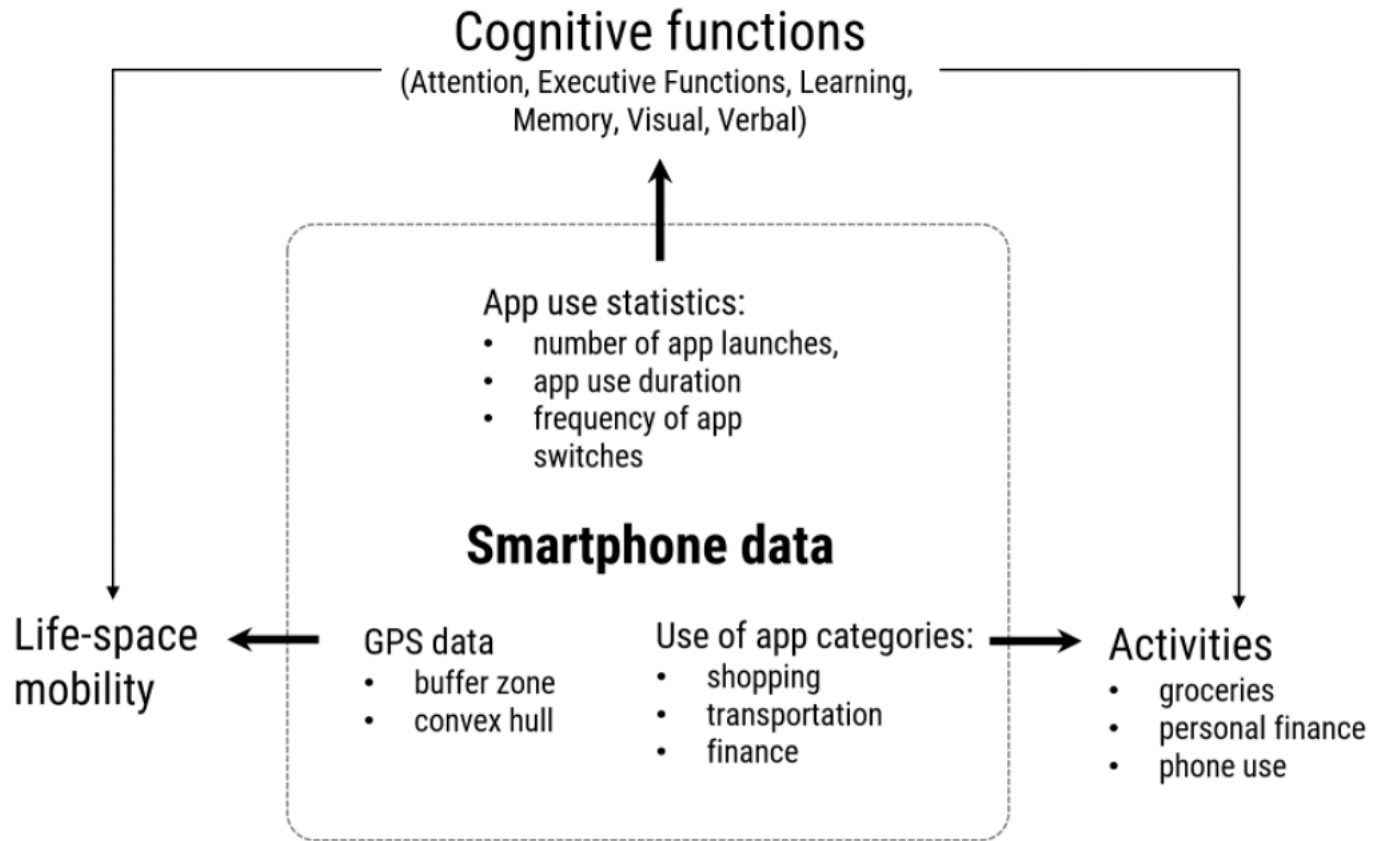 Cognitive functions
(Attention, Executive Functions, Learning,
Memory, Visual, Verbal)
App use statistics:
• number of app launches,
• app use duration
• frequency of app
switches
Smartphone data
Life-space
mobility
GPS data
• buffer zone
• convex hull
Use of app categories:
• shopping
• transportation
• finance
Activities
• groceries
• personal finance
• phone use